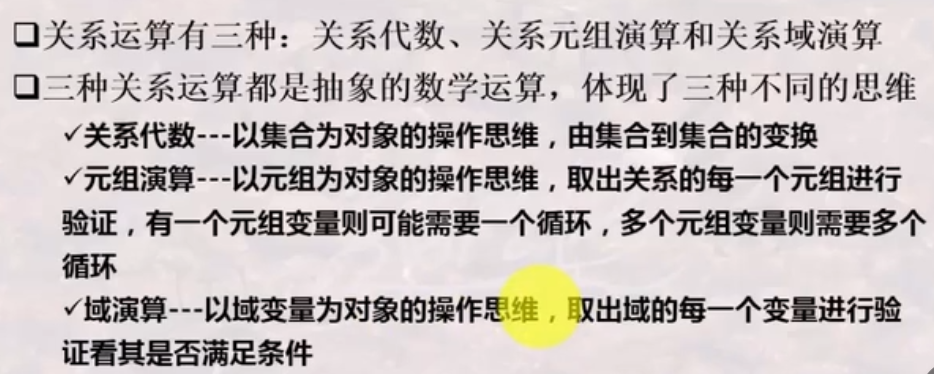 ❑关系运算有三种：关系代数、关系元组演算和关系域演算
❑三种关系运算都是抽象的数学运算，体现了三种不同的思维
✓关系代数---以集合为对象的操作思维，由集合到集合的变换
✓元组演算---以元组为对象的操作思维，取出关系的每一个元组进行
验证，有一个元组变量则可能需要一个循环，多个元组变量则需要多个
循环
✓域演算---以域变量为对象的操作思维，取出域的每一个变量进行验
证看其是否满足条件